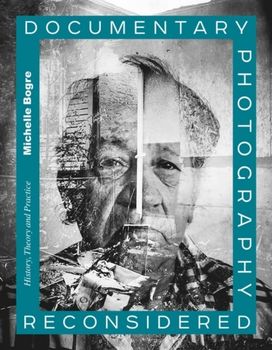 DOCUMENTARY
PHOTOGRAPHY
RECONSIDERED
Michelle Bogre
History, Theory and Practice